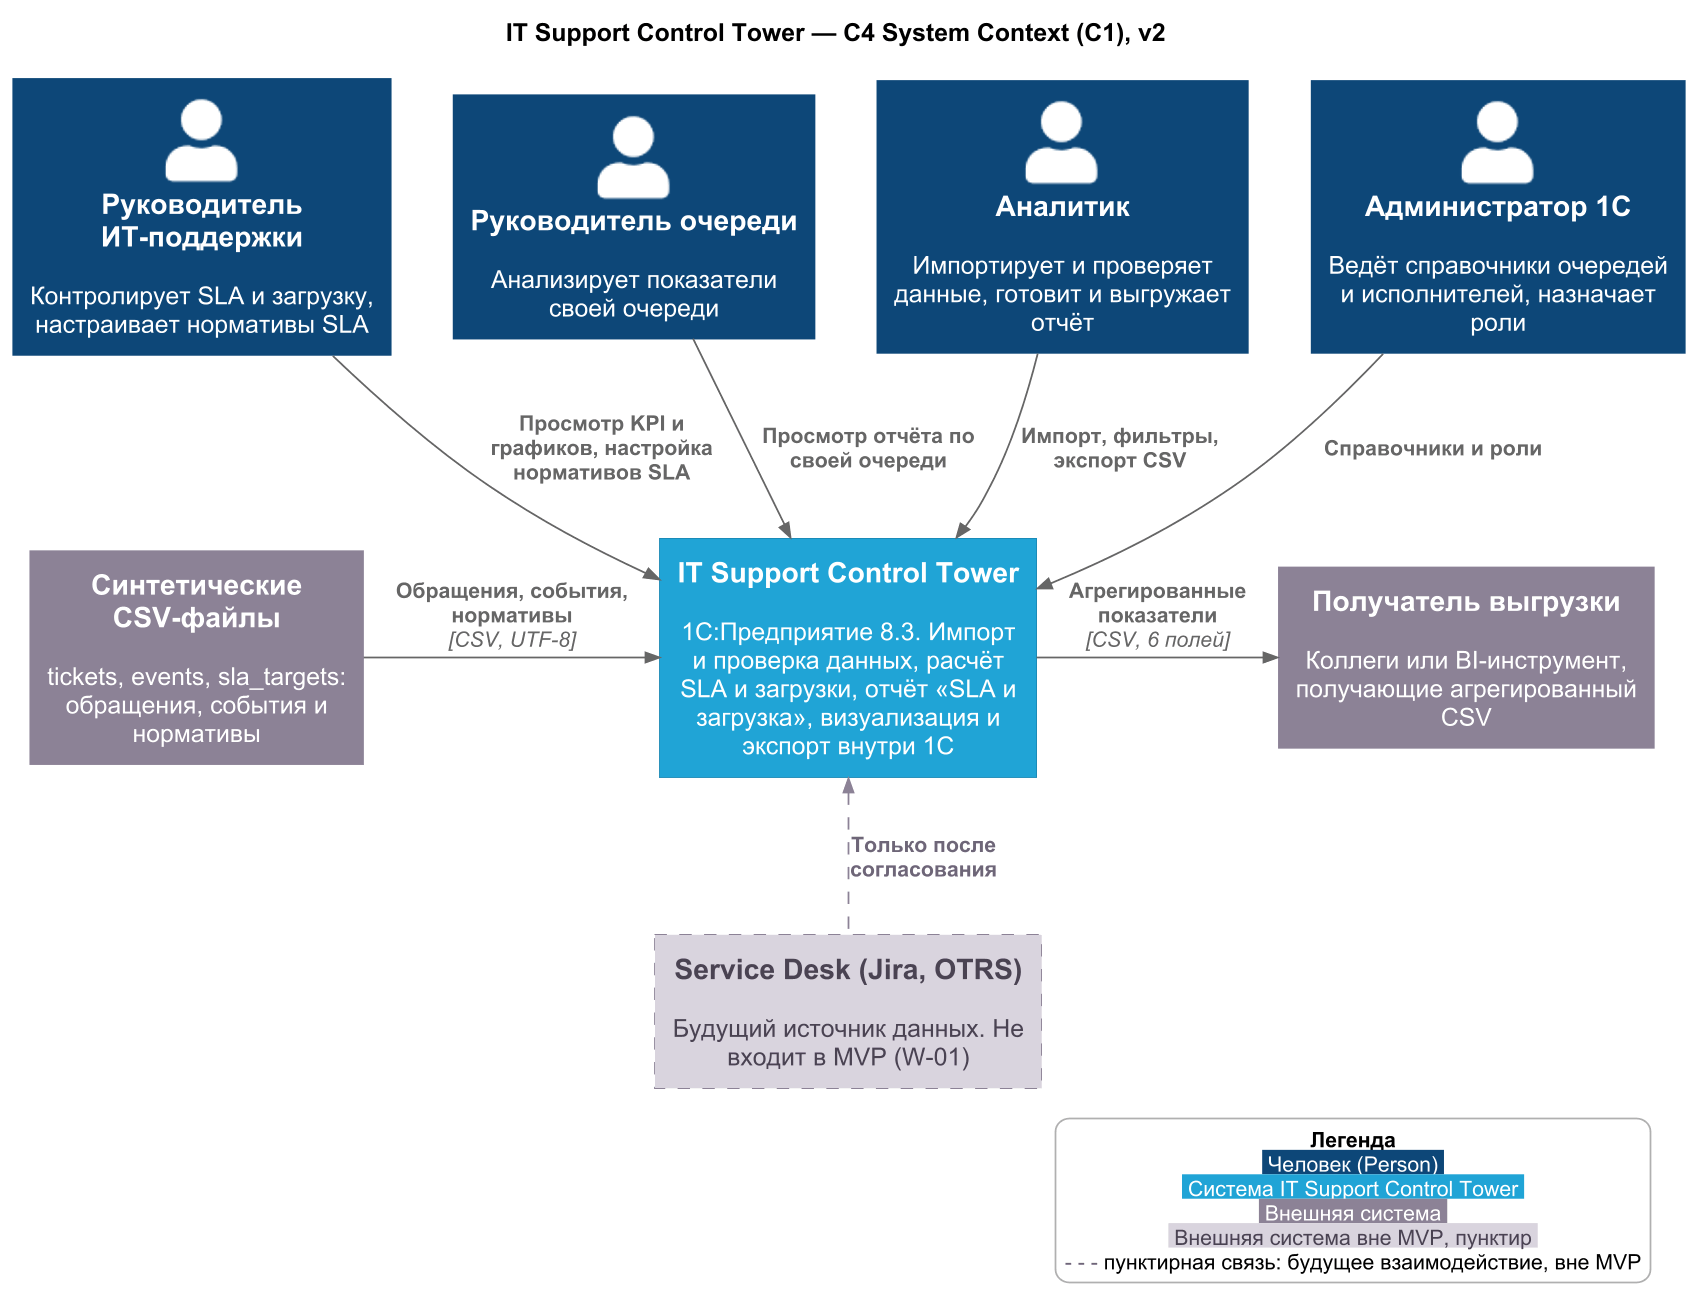 IT Support Control Tower — C4 System Context (C1), v2
Руководитель
ИТ-поддержки
Контролирует SLA и загрузку,
настраивает нормативы SLA
Руководитель очереди
Анализирует показатели
своей очереди
Аналитик
Импортирует и проверяет
данные, готовит и выгружает
отчёт
Администратор 1С
Ведёт справочники очередей
и исполнителей, назначает
роли
Просмотр KPI и
графиков, настройка
нормативов SLA
Просмотр отчёта по
своей очереди
Импорт, фильтры,
экспорт CSV
Справочники и роли
Синтетические
CSV-файлы
tickets, events, sla_targets:
обращения, события и
нормативы
Обращения, события,
нормативы
[CSV, UTF-8]
IT Support Control Tower
1С:Предприятие 8.3. Импорт
и проверка данных, расчёт
SLA и загрузки, отчёт «SLA и
загрузка», визуализация и
экспорт внутри 1С
Агрегированные
показатели
[CSV, 6 полей]
Получатель выгрузки
Коллеги или BI-инструмент,
получающие агрегированный
CSV
Только после
согласования
Service Desk (Jira, OTRS)
Будущий источник данных. Не
входит в MVP (W-01)
Легенда
Человек (Person)
Система IT Support Control Tower
Внешняя система
Внешняя система вне MVP, пунктир
- - - пунктирная связь: будущее взаимодействие, вне MVP